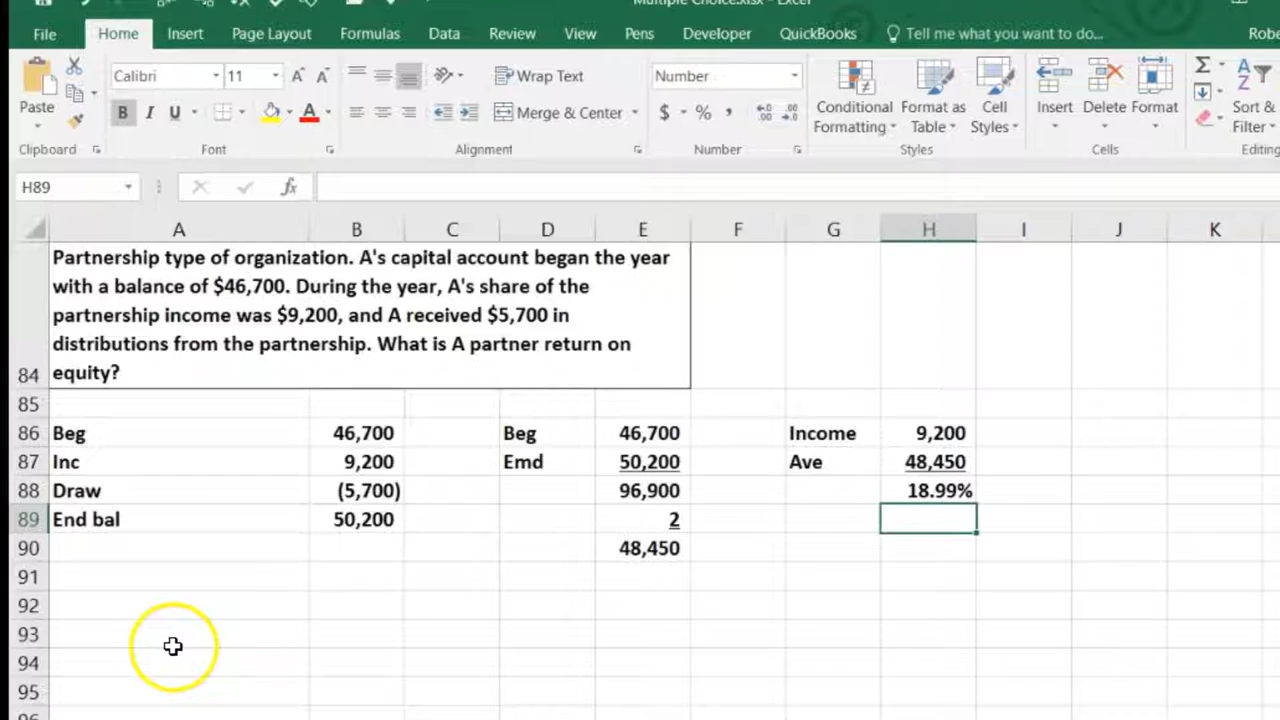 Multiple Choice.xlsx - Excel
File Home Insert Page Layout Formulas Data Review View Pens Developer QuickBooks Tell me what you want to do...
Calibri 11 Wrap Text Number
Paste B I U A Merge & Center $ % , Conditional Formatting Format as Table Cell Styles Insert Delete Format Σ Sort & Filter
Clipboard Font Alignment Number Styles Cells
H89 fx
A B C D E F G H I J K
Partnership type of organization. A's capital account began the year
with a balance of $46,700. During the year, A's share of the
partnership income was $9,200, and A received $5,700 in
distributions from the partnership. What is A partner return on
84 equity?
85
86 Beg 46,700 Beg 46,700 Income 9,200
87 Inc 9,200 Emd 50,200 Ave 48,450
88 Draw (5,700) 96,900 18.99%
89 End bal 50,200 2
90 48,450
91
92
93
94
95